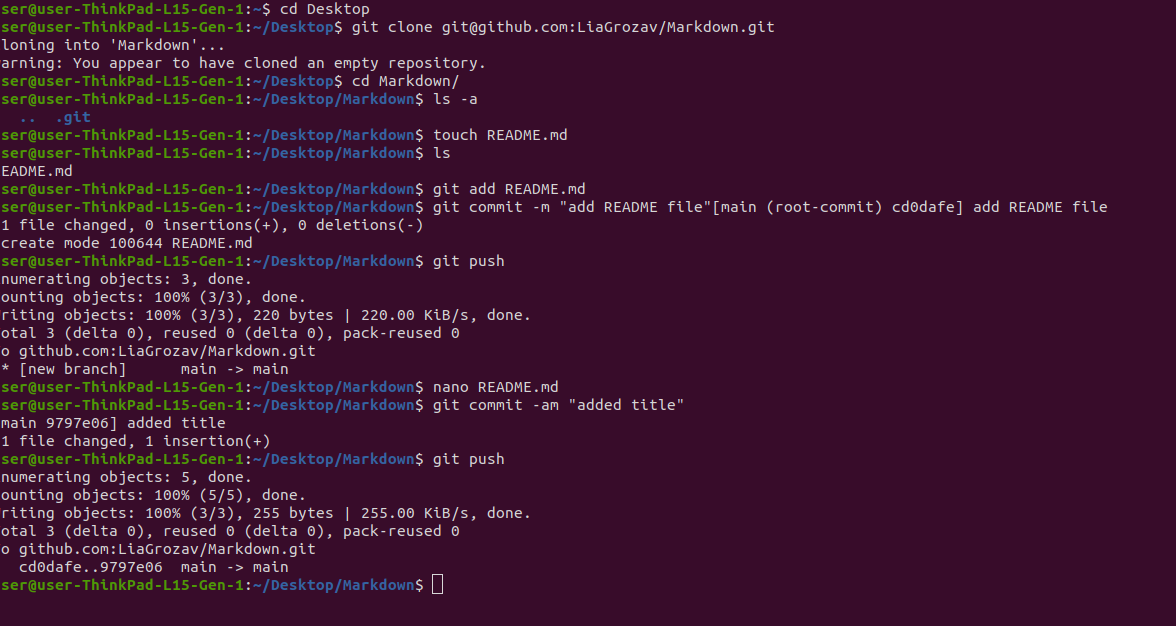 ser@user-ThinkPad-L15-Gen-1:~$ cd Desktop
ser@user-ThinkPad-L15-Gen-1:~/Desktop$ git clone git@github.com:LiaGrozav/Markdown.git
loning into 'Markdown'...
arning: You appear to have cloned an empty repository.
ser@user-ThinkPad-L15-Gen-1:~/Desktop$ cd Markdown/
ser@user-ThinkPad-L15-Gen-1:~/Desktop/Markdown$ ls -a
  ..  .git
ser@user-ThinkPad-L15-Gen-1:~/Desktop/Markdown$ touch README.md
ser@user-ThinkPad-L15-Gen-1:~/Desktop/Markdown$ ls
EADME.md
ser@user-ThinkPad-L15-Gen-1:~/Desktop/Markdown$ git add README.md
ser@user-ThinkPad-L15-Gen-1:~/Desktop/Markdown$ git commit -m "add README file"[main (root-commit) cd0dafe] add README file
1 file changed, 0 insertions(+), 0 deletions(-)
create mode 100644 README.md
ser@user-ThinkPad-L15-Gen-1:~/Desktop/Markdown$ git push
numerating objects: 3, done.
ounting objects: 100% (3/3), done.
riting objects: 100% (3/3), 220 bytes | 220.00 KiB/s, done.
otal 3 (delta 0), reused 0 (delta 0), pack-reused 0
o github.com:LiaGrozav/Markdown.git
* [new branch]      main -> main
ser@user-ThinkPad-L15-Gen-1:~/Desktop/Markdown$ nano README.md
ser@user-ThinkPad-L15-Gen-1:~/Desktop/Markdown$ git commit -am "added title"
main 9797e06] added title
1 file changed, 1 insertion(+)
ser@user-ThinkPad-L15-Gen-1:~/Desktop/Markdown$ git push
numerating objects: 5, done.
ounting objects: 100% (5/5), done.
riting objects: 100% (3/3), 255 bytes | 255.00 KiB/s, done.
otal 3 (delta 0), reused 0 (delta 0), pack-reused 0
o github.com:LiaGrozav/Markdown.git
  cd0dafe..9797e06  main -> main
ser@user-ThinkPad-L15-Gen-1:~/Desktop/Markdown$